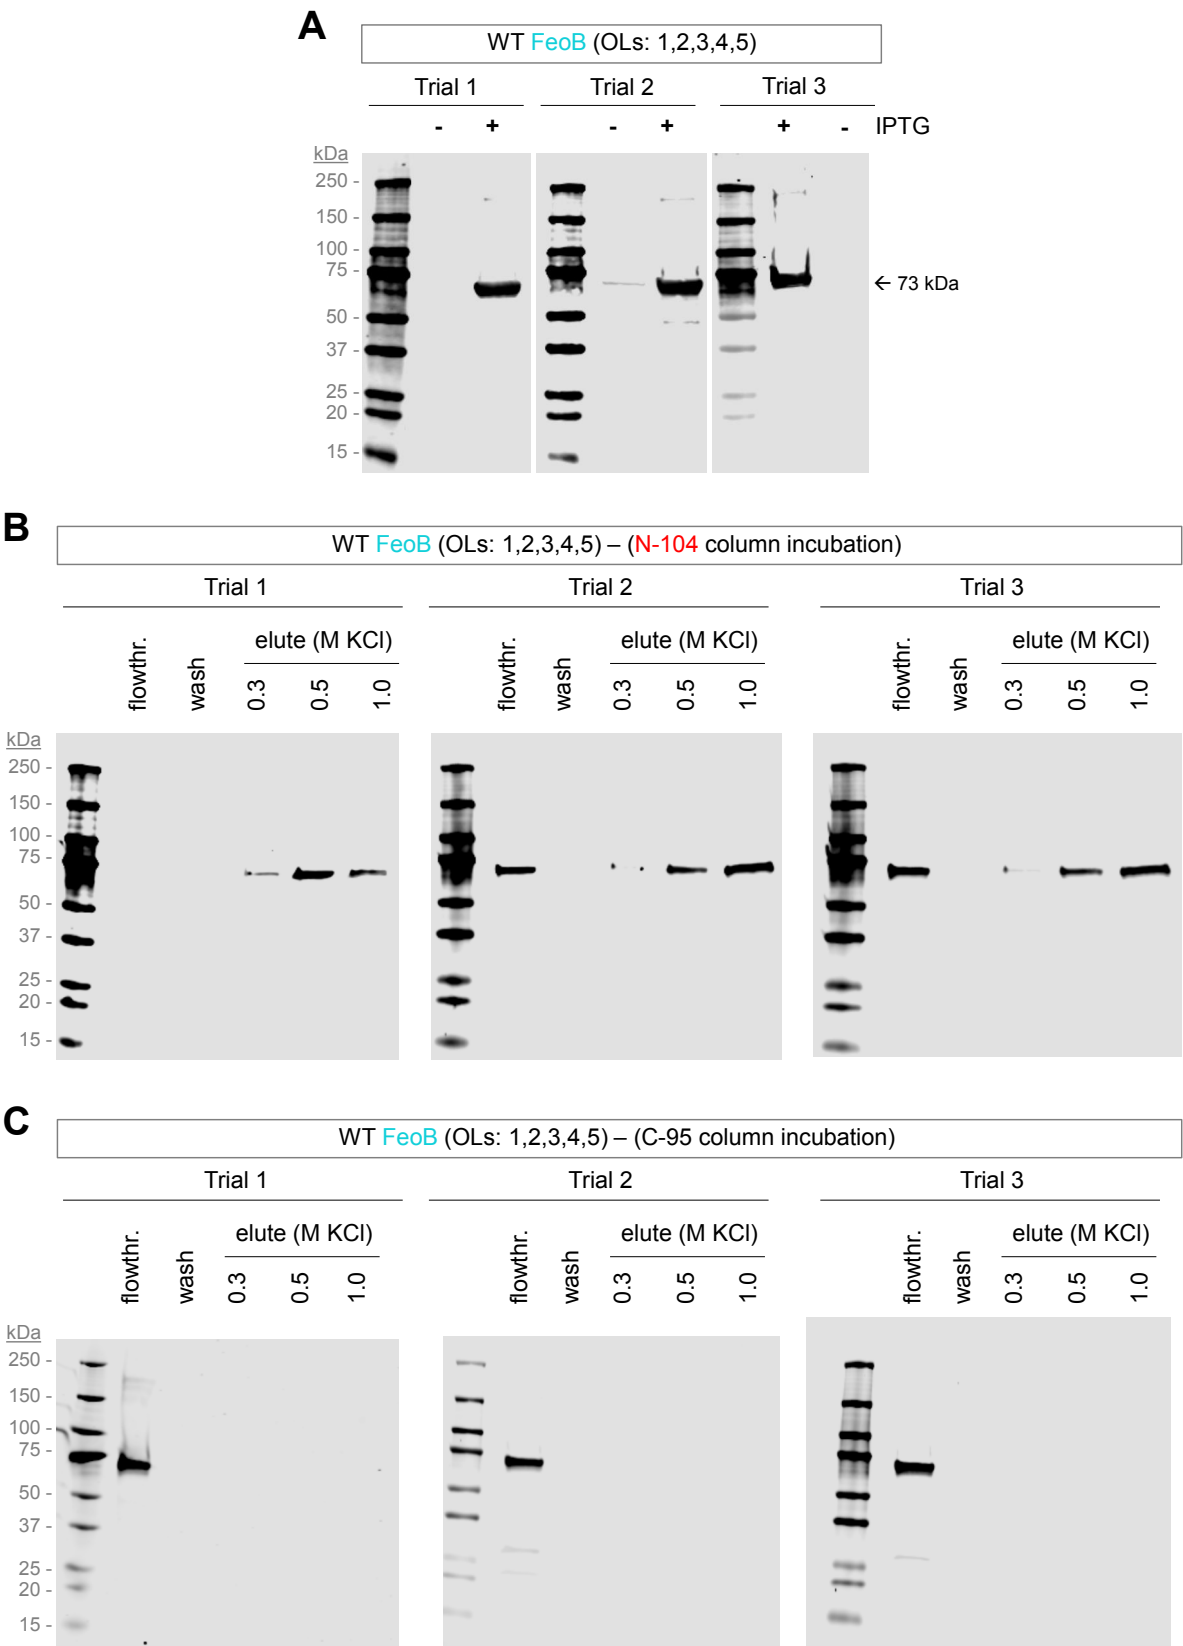 A
WT FeoB (OLs: 1,2,3,4,5)
Trial 1 Trial 2 Trial 3
- + - + + - IPTG
kDa
250 -
150 -
100 -
75 -
50 -
37 -
25 -
20 -
15 -
← 73 kDa
B
WT FeoB (OLs: 1,2,3,4,5) – (N-104 column incubation)
Trial 1 Trial 2 Trial 3
flowthr. wash elute (M KCl) 0.3 0.5 1.0
flowthr. wash elute (M KCl) 0.3 0.5 1.0
flowthr. wash elute (M KCl) 0.3 0.5 1.0
kDa
250 -
150 -
100 -
75 -
50 -
37 -
25 -
20 -
15 -
C
WT FeoB (OLs: 1,2,3,4,5) – (C-95 column incubation)
Trial 1 Trial 2 Trial 3
flowthr. wash elute (M KCl) 0.3 0.5 1.0
flowthr. wash elute (M KCl) 0.3 0.5 1.0
flowthr. wash elute (M KCl) 0.3 0.5 1.0
kDa
250 -
150 -
100 -
75 -
50 -
37 -
25 -
20 -
15 -